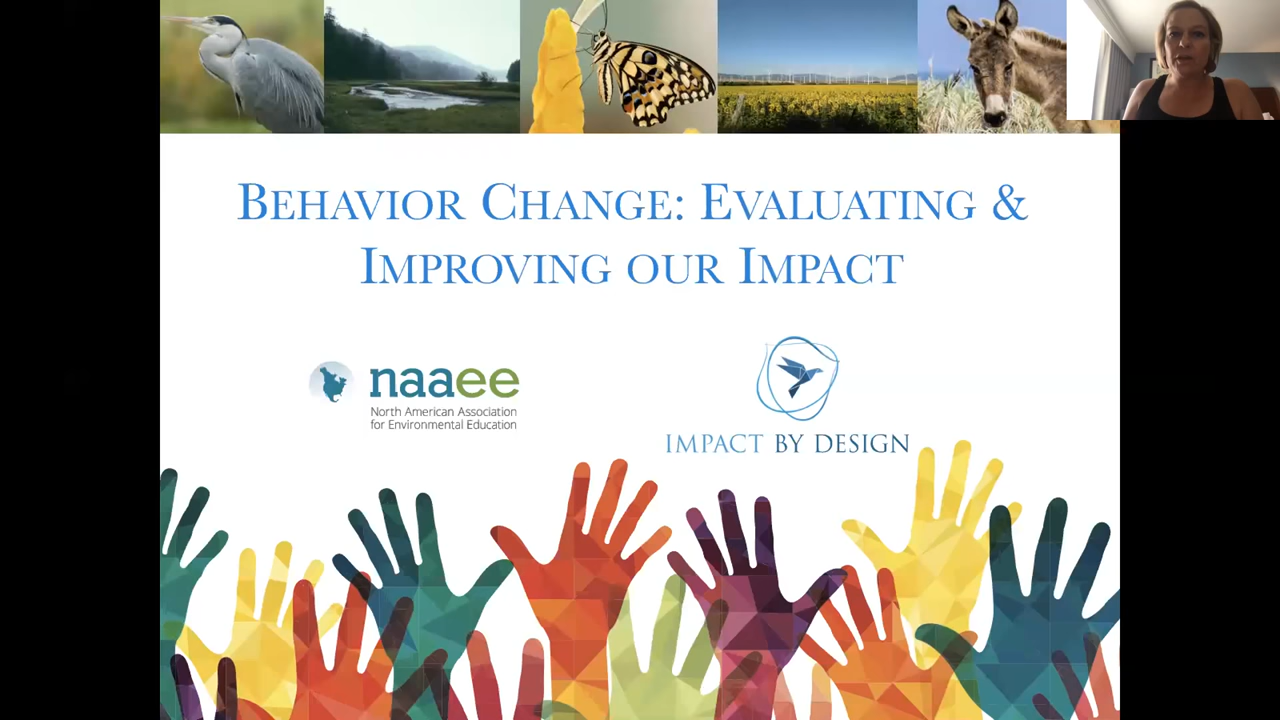 Behavior Change: Evaluating &
Improving our Impact
naaee
North American Association
for Environmental Education
IMPACT BY DESIGN